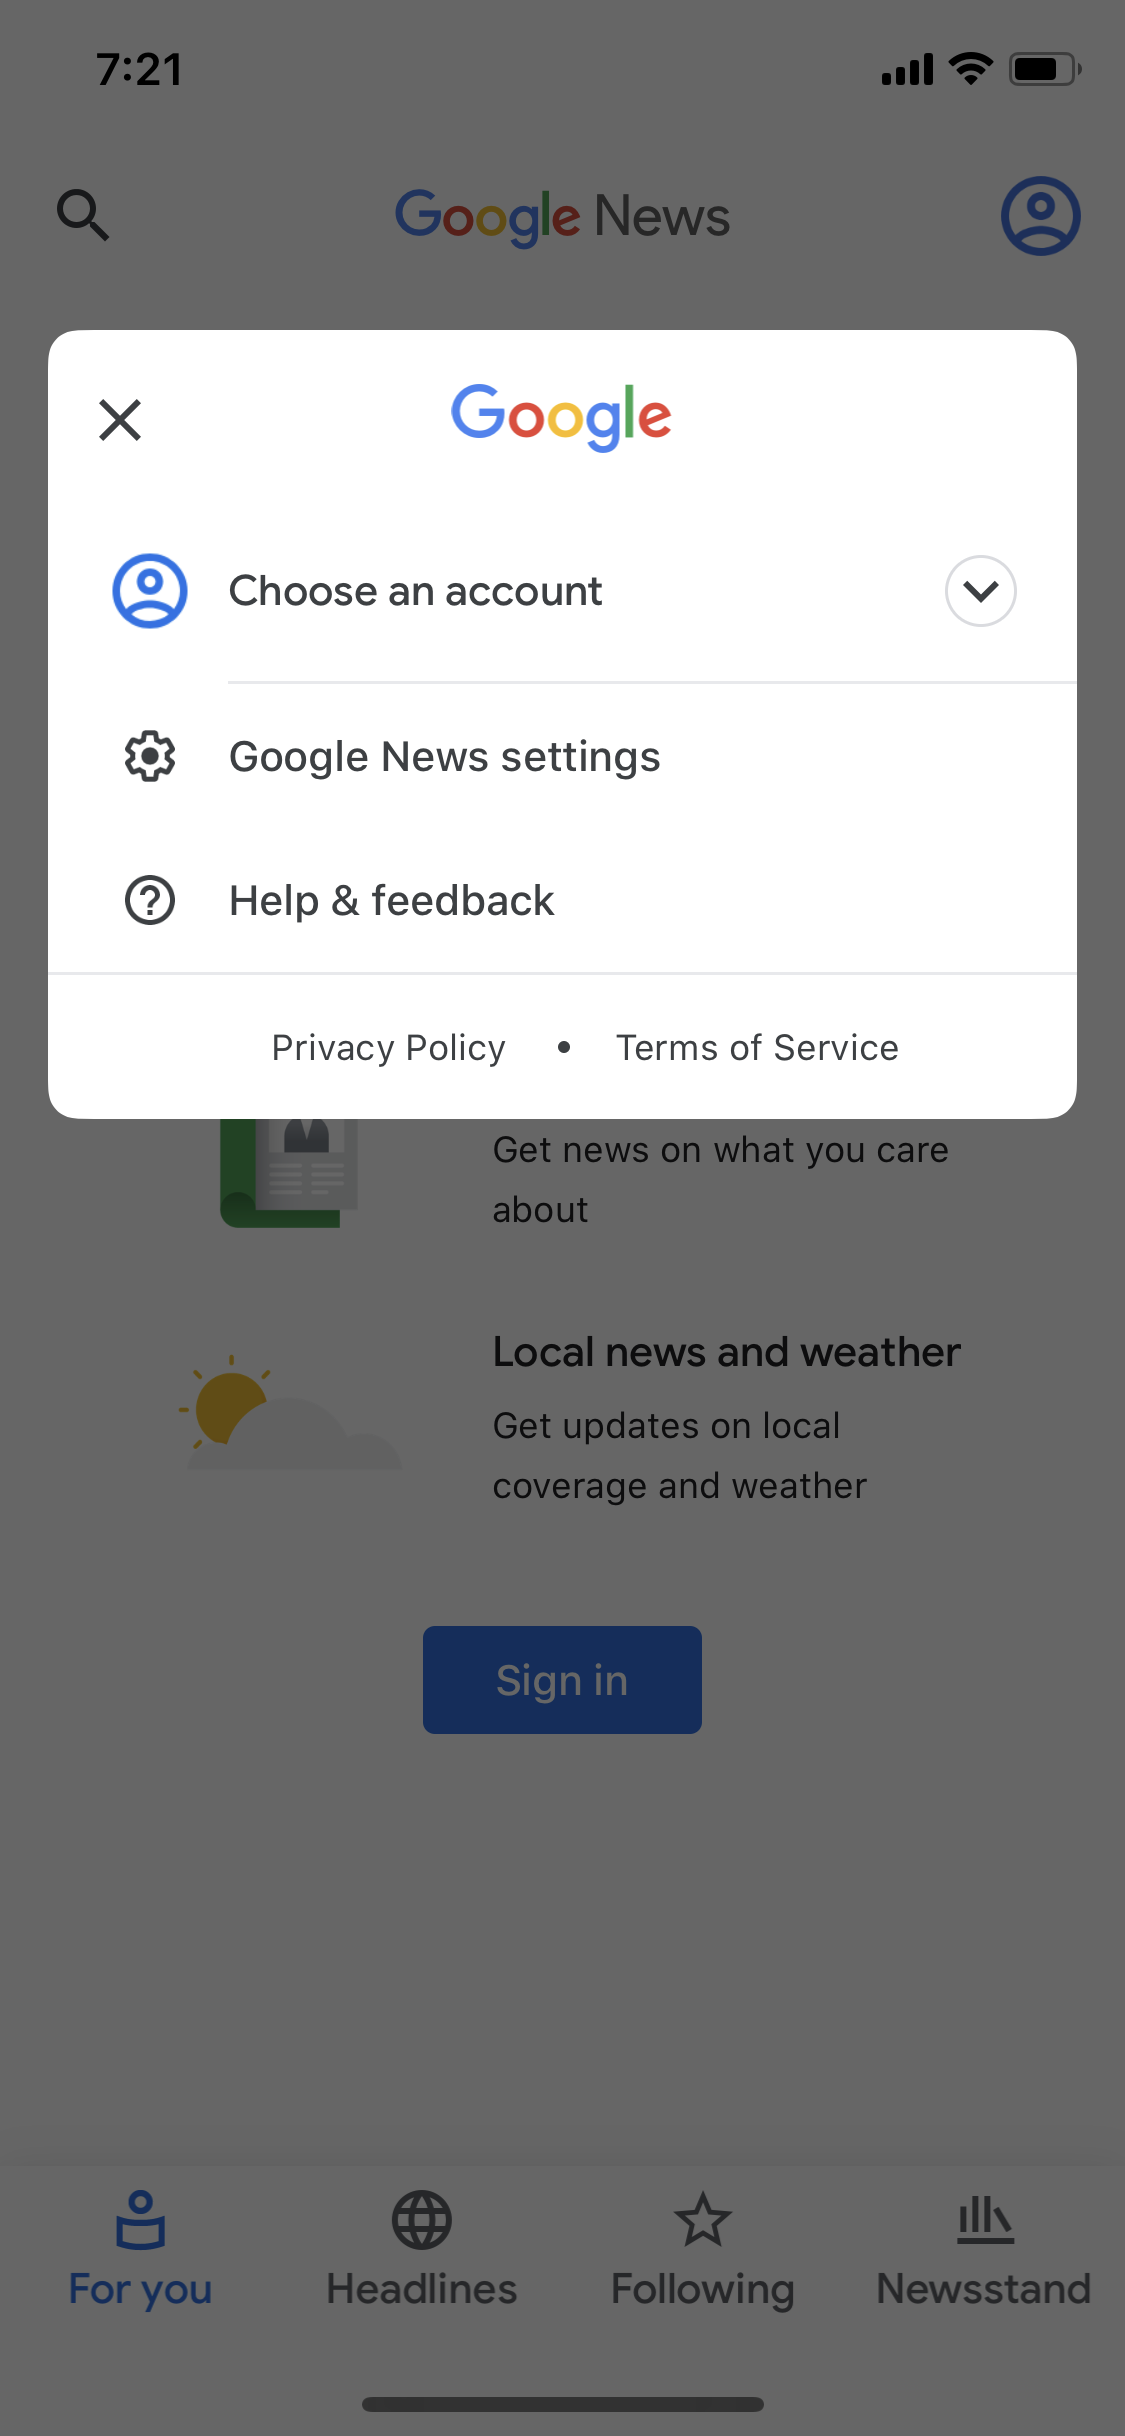 7:21
Google News
Google
Choose an account
Google News settings
Help & feedback
Privacy Policy • Terms of Service
Get news on what you care
about
Local news and weather
Get updates on local
coverage and weather
Sign in
For you
Headlines
Following
Newsstand